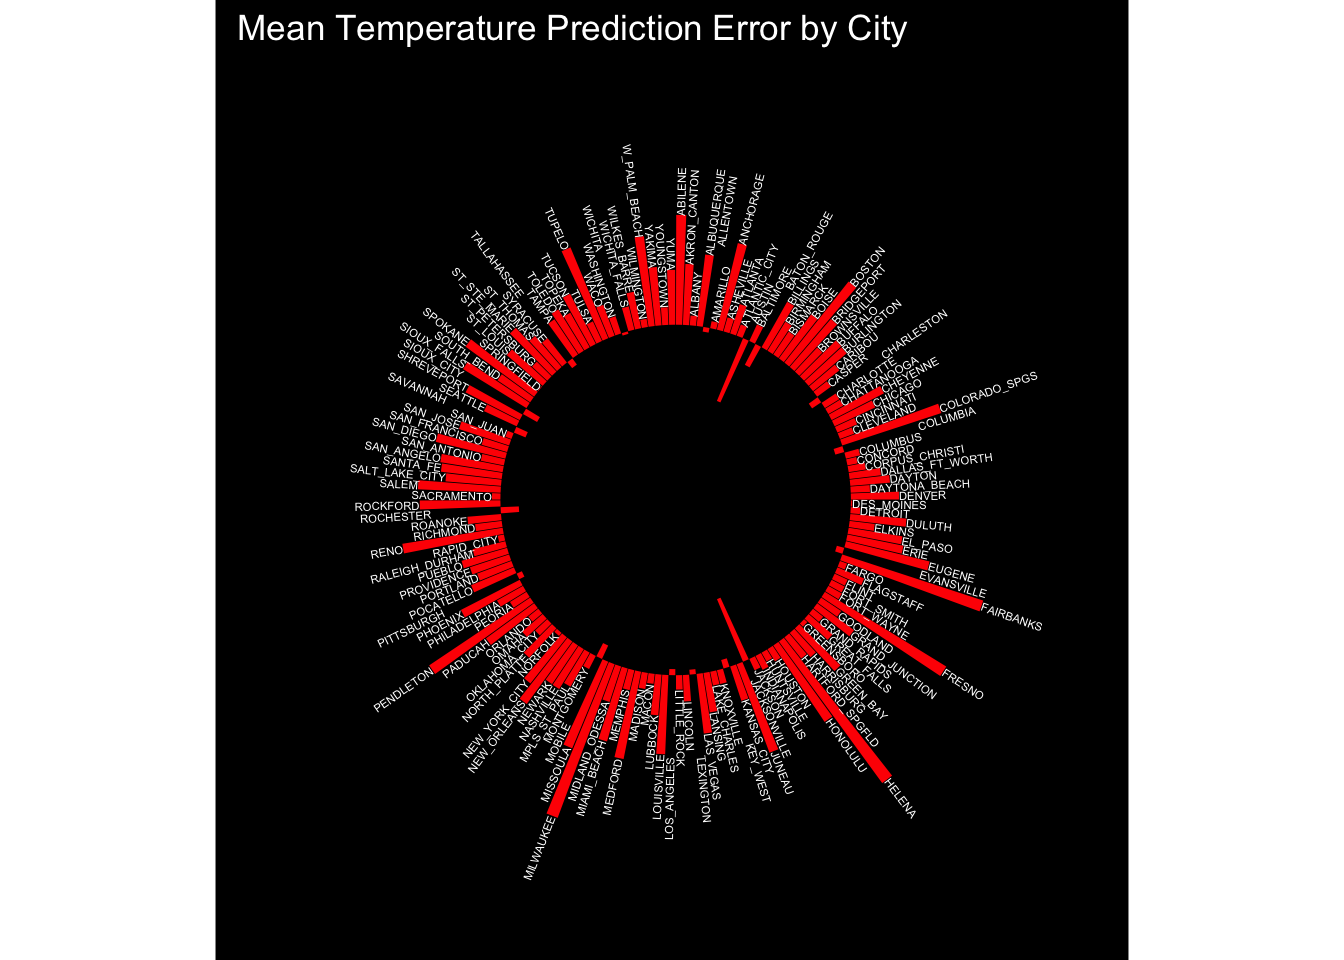 Mean Temperature Prediction Error by City
ABILENE
AKRON_CANTON
ALBANY
ALBUQUERQUE
ALLENTOWN
AMARILLO
ANCHORAGE
ASHEVILLE
ATLANTA
ATLANTIC_CITY
AUSTIN
BALTIMORE
BATON_ROUGE
BILLINGS
BIRMINGHAM
BISMARCK
BOISE
BOSTON
BRIDGEPORT
BROWNSVILLE
BUFFALO
BURLINGTON
CARIBOU
CASPER
CHARLESTON
CHARLOTTE
CHATTANOOGA
CHEYENNE
CHICAGO
CINCINNATI
CLEVELAND
COLORADO_SPGS
COLUMBIA
COLUMBUS
CONCORD
CORPUS_CHRISTI
DALLAS_FT_WORTH
DAYTON
DAYTONA_BEACH
DENVER
DES_MOINES
DETROIT
DULUTH
ELKINS
EL_PASO
ERIE
EUGENE
EVANSVILLE
FAIRBANKS
FARGO
FLAGSTAFF
FLINT
FORT_SMITH
FORT_WAYNE
FRESNO
GOODLAND
GRAND_JUNCTION
GRAND_RAPIDS
GREAT_FALLS
GREEN_BAY
GREENSBORO
HARRISBURG
HARTFORD_SPGFLD
HELENA
HONOLULU
HOUSTON
HUNTSVILLE
INDIANAPOLIS
JACKSON
JACKSONVILLE
JUNEAU
KANSAS_CITY
KEY_WEST
KNOXVILLE
LAKE_CHARLES
LANSING
LAS_VEGAS
LEXINGTON
LINCOLN
LITTLE_ROCK
LOS_ANGELES
LOUISVILLE
LUBBOCK
MACON
MADISON
MEDFORD
MEMPHIS
MIAMI_BEACH
MIDLAND_ODESSA
MILWAUKEE
MISSOULA
MOBILE
MONTGOMERY
MPLS_ST_PAUL
NASHVILLE
NEWARK
NEW_ORLEANS
NEW_YORK_CITY
NORFOLK
NORTH_PLATTE
OKLAHOMA_CITY
OMAHA
ORLANDO
PADUCAH
PENDLETON
PEORIA
PHILADELPHIA
PHOENIX
PITTSBURGH
POCATELLO
PORTLAND
PROVIDENCE
PUEBLO
RALEIGH_DURHAM
RAPID_CITY
RENO
RICHMOND
ROANOKE
ROCHESTER
ROCKFORD
SACRAMENTO
SALEM
SALT_LAKE_CITY
SANTA_FE
SAN_ANGELO
SAN_ANTONIO
SAN_DIEGO
SAN_FRANCISCO
SAN_JOSE
SAN_JUAN
SAVANNAH
SEATTLE
SHREVEPORT
SIOUX_CITY
SIOUX_FALLS
SOUTH_BEND
SPOKANE
SPRINGFIELD
SYRACUSE
TALLAHASSEE
TAMPA
TOLEDO
TOPEKA
TUCSON
TULSA
TUPELO
WACO
WASHINGTON
WICHITA
WICHITA_FALLS
WILKES_BARRE
WILMINGTON
W_PALM_BEACH
YAKIMA
YOUNGSTOWN
YUMA